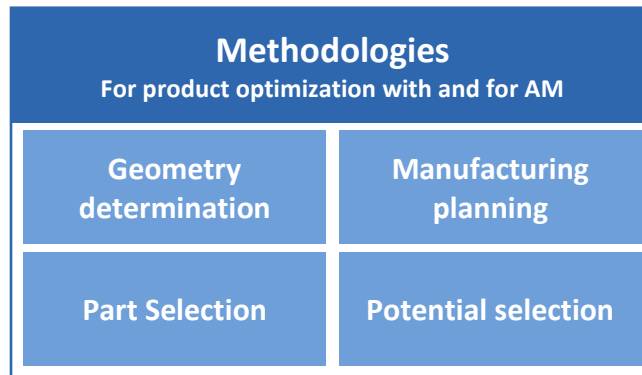 Methodologies
For product optimization with and for AM
Geometry
determination
Manufacturing
planning
Part Selection
Potential selection